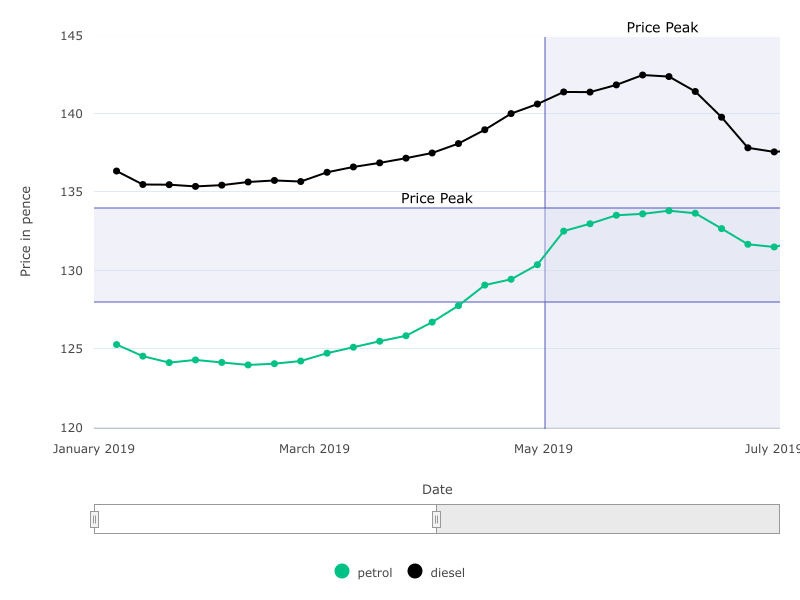 Price Peak
145
140
135
Price Peak
130
125
120
Price in pence
January 2019
March 2019
May 2019
July 2019
Date
petrol
diesel